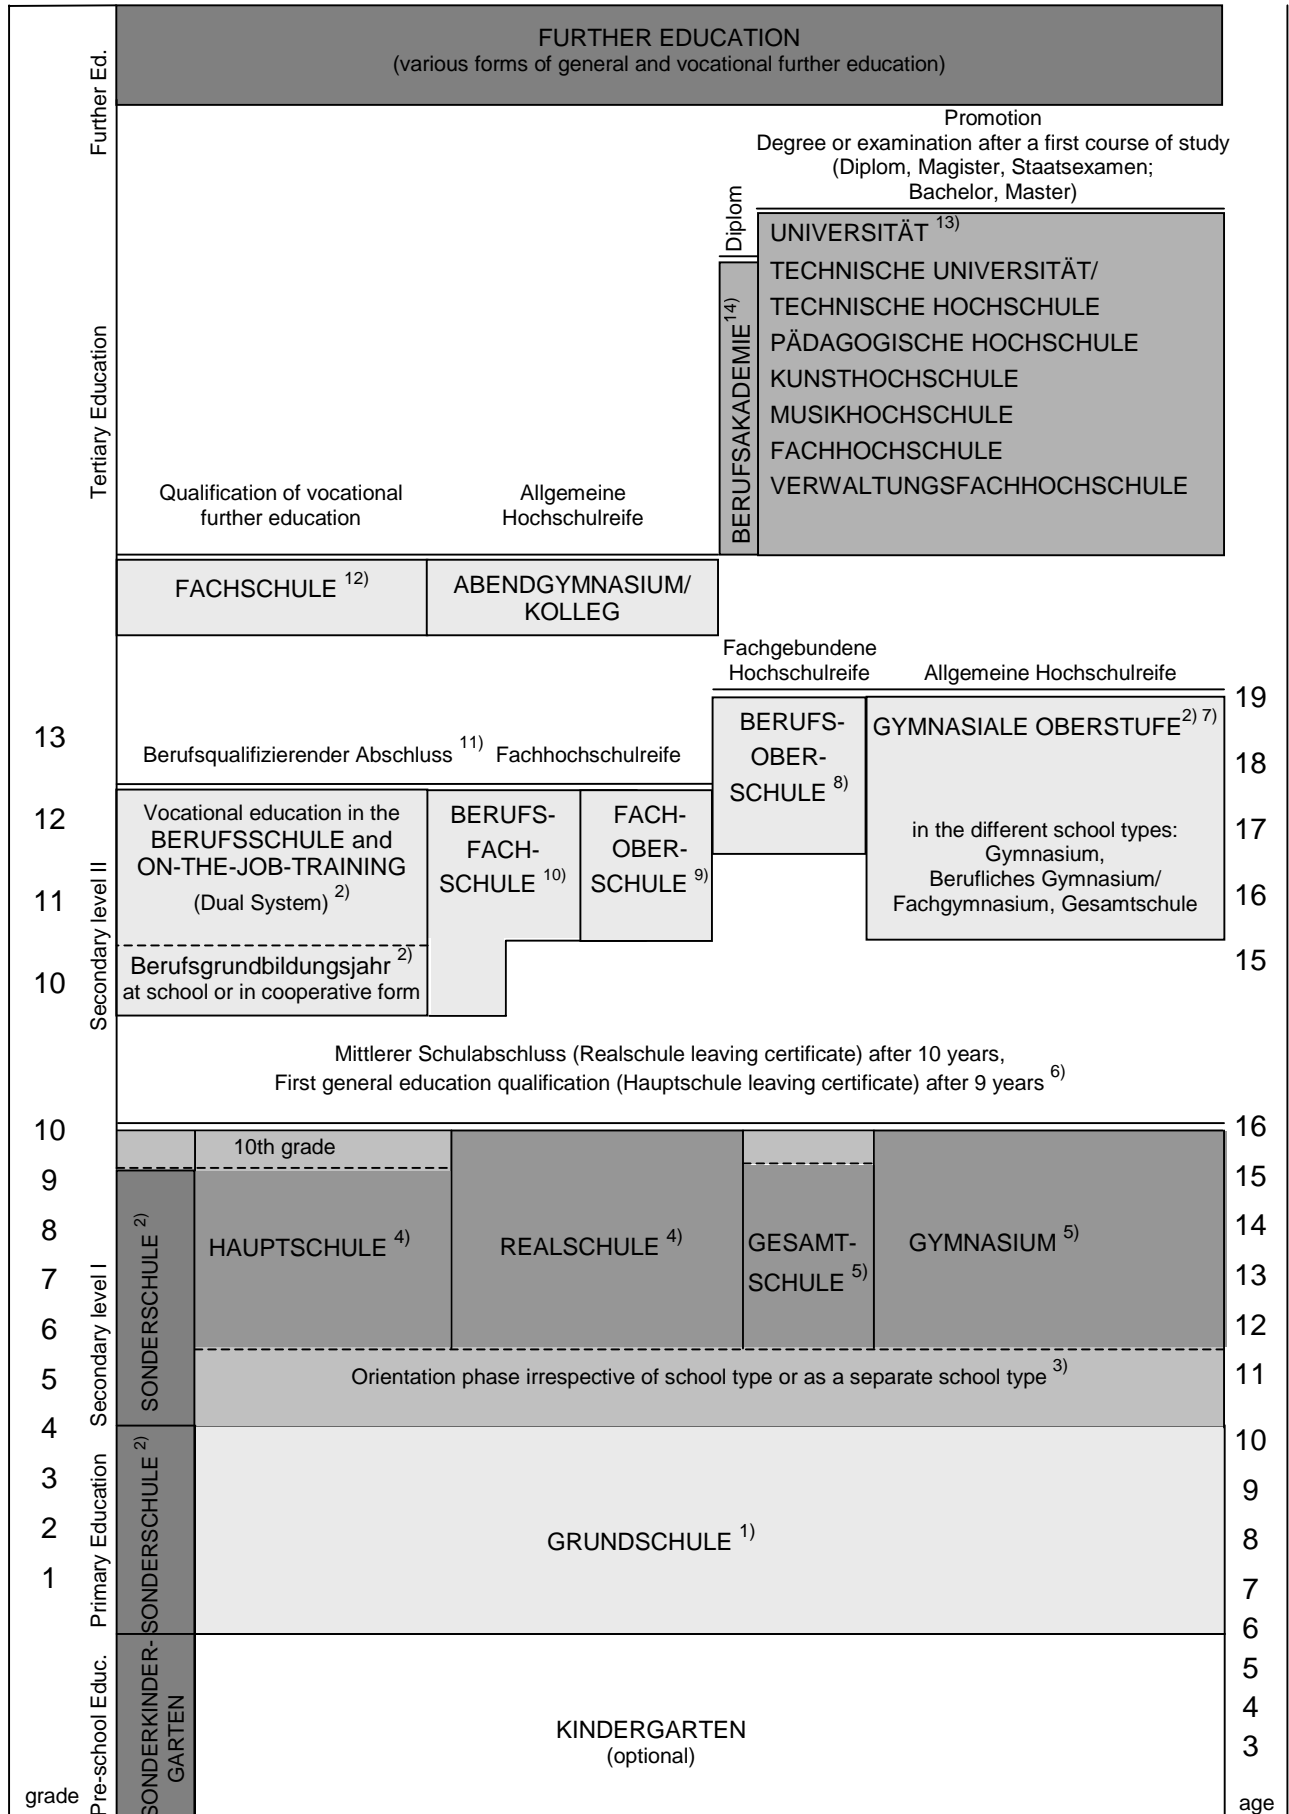 FURTHER EDUCATION
(various forms of general and vocational further education)
Further Ed.
Promotion
Degree or examination after a first course of study
(Diplom, Magister, Staatsexamen;
Bachelor, Master)
Diplom
Tertiary Education
BERUFSAKADEMIE 14)
UNIVERSITÄT 13)
TECHNISCHE UNIVERSITÄT/
TECHNISCHE HOCHSCHULE
PÄDAGOGISCHE HOCHSCHULE
KUNSTHOCHSCHULE
MUSIKHOCHSCHULE
FACHHOCHSCHULE
VERWALTUNGSFACHHOCHSCHULE
Qualification of vocational
further education
Allgemeine
Hochschulreife
FACHSCHULE 12)
ABENDGYMNASIUM/
KOLLEG
Fachgebundene
Hochschulreife
Allgemeine Hochschulreife
Berufsqualifizierender Abschluss 11)
Fachhochschulreife
13
12
11
10
Secondary level II
Vocational education in the
BERUFSSCHULE and
ON-THE-JOB-TRAINING
(Dual System) 2)
Berufsgrundbildungsjahr 2)
at school or in cooperative form
BERUFS-
FACH-
SCHULE 10)
FACH-
OBER-
SCHULE 9)
BERUFS-
OBER-
SCHULE 8)
GYMNASIALE OBERSTUFE 2) 7)
in the different school types:
Gymnasium,
Berufliches Gymnasium/
Fachgymnasium, Gesamtschule
19
18
17
16
15
Mittlerer Schulabschluss (Realschule leaving certificate) after 10 years,
First general education qualification (Hauptschule leaving certificate) after 9 years 6)
10
9
8
7
6
5
4
3
2
1
Secondary level I
SONDERSCHULE 2)
10th grade
HAUPTSCHULE 4)
REALSCHULE 4)
GESAMT-
SCHULE 5)
GYMNASIUM 5)
Orientation phase irrespective of school type or as a separate school type 3)
Primary Education
SONDERSCHULE 2)
GRUNDSCHULE 1)
Pre-school Educ.
SONDERKINDER-
GARTEN
KINDERGARTEN
(optional)
16
15
14
13
12
11
10
9
8
7
6
5
4
3
grade
age